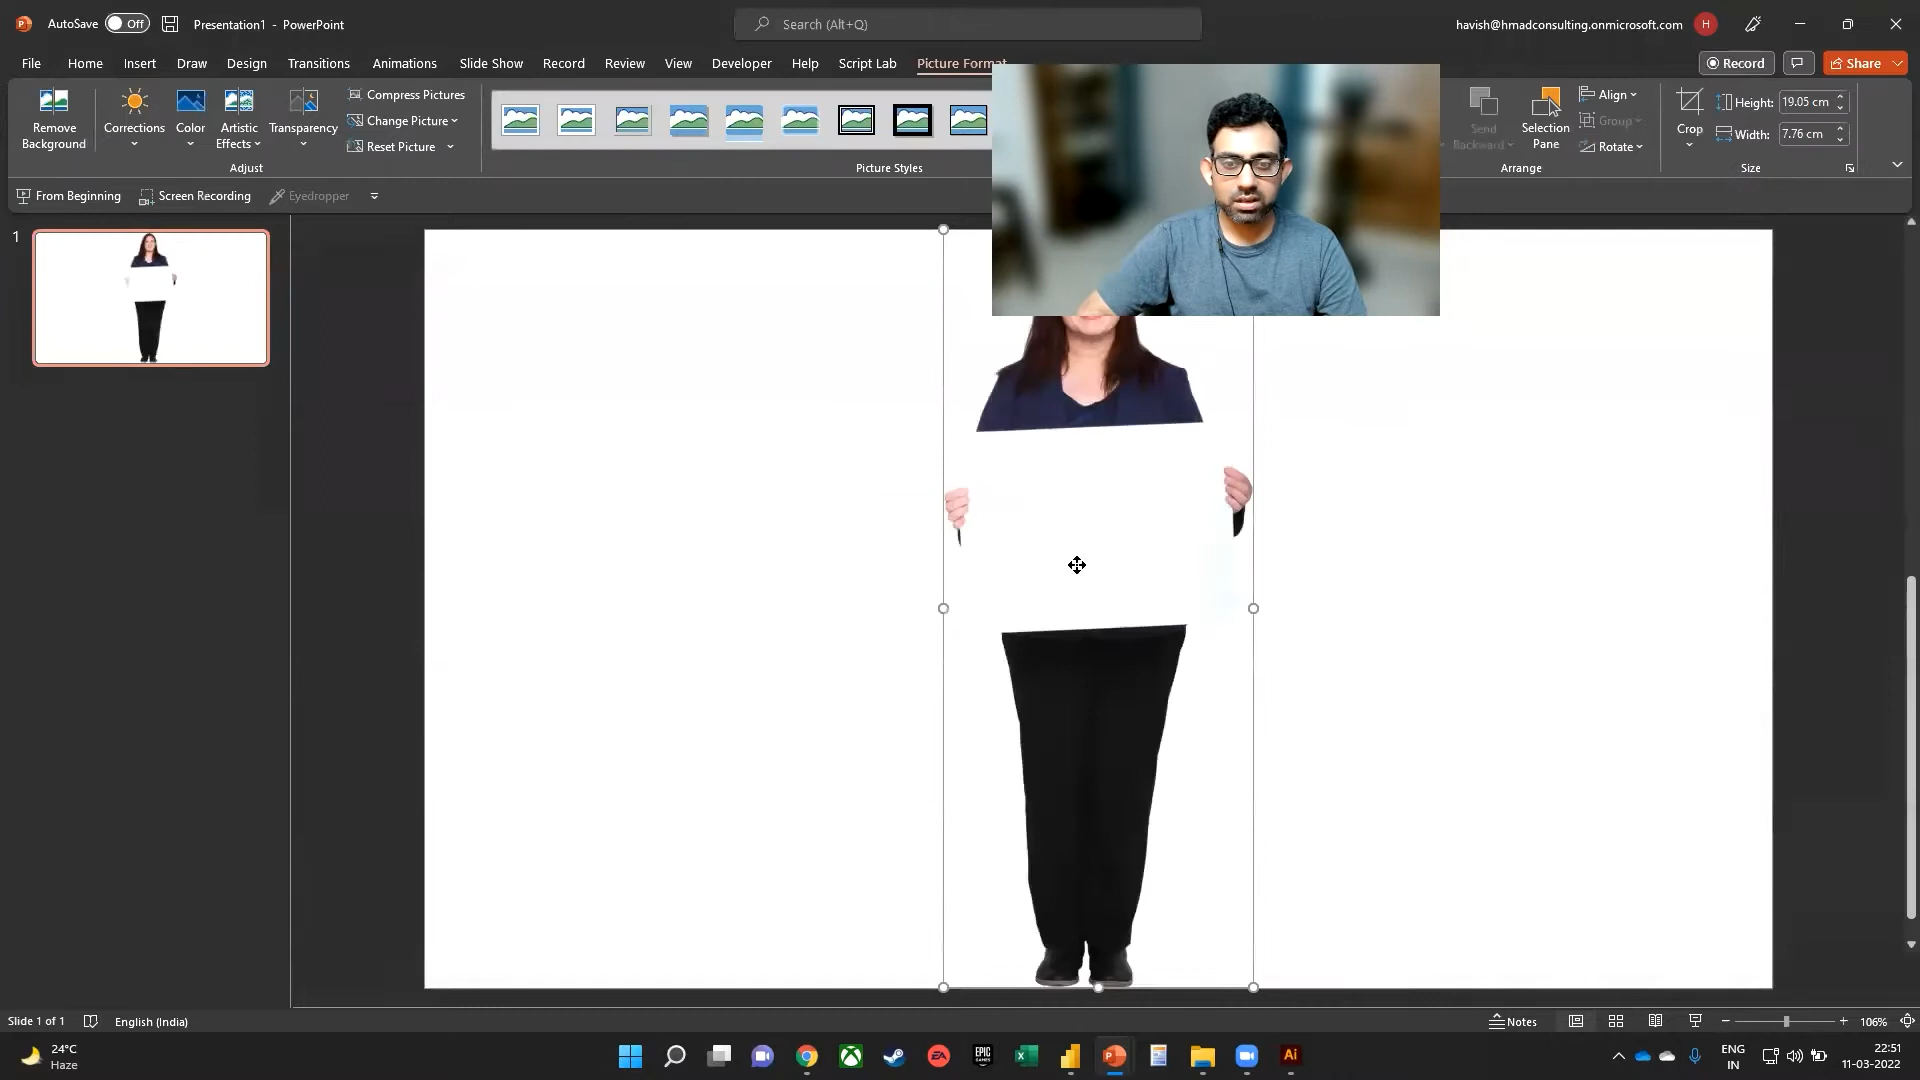 AutoSave Off Presentation1 - PowerPoint Search (Alt+Q) havish@hmadconsulting.onmicrosoft.com H
File Home Insert Draw Design Transitions Animations Slide Show Record Review View Developer Help Script Lab Picture Format Record Share
Remove Background
Corrections
Color
Artistic Effects
Transparency
Compress Pictures
Change Picture
Reset Picture
Adjust
Picture Styles
Send Backward
Selection Pane
Align
Group
Rotate
Arrange
Crop
Height: 19.05 cm
Width: 7.76 cm
Size
From Beginning Screen Recording Eyedropper
1
Slide 1 of 1 English (India) Notes 106%
24°C
Haze
EA
EPIC GAMES
X
P
Ai
ENG
IN
22:51
11-03-2022